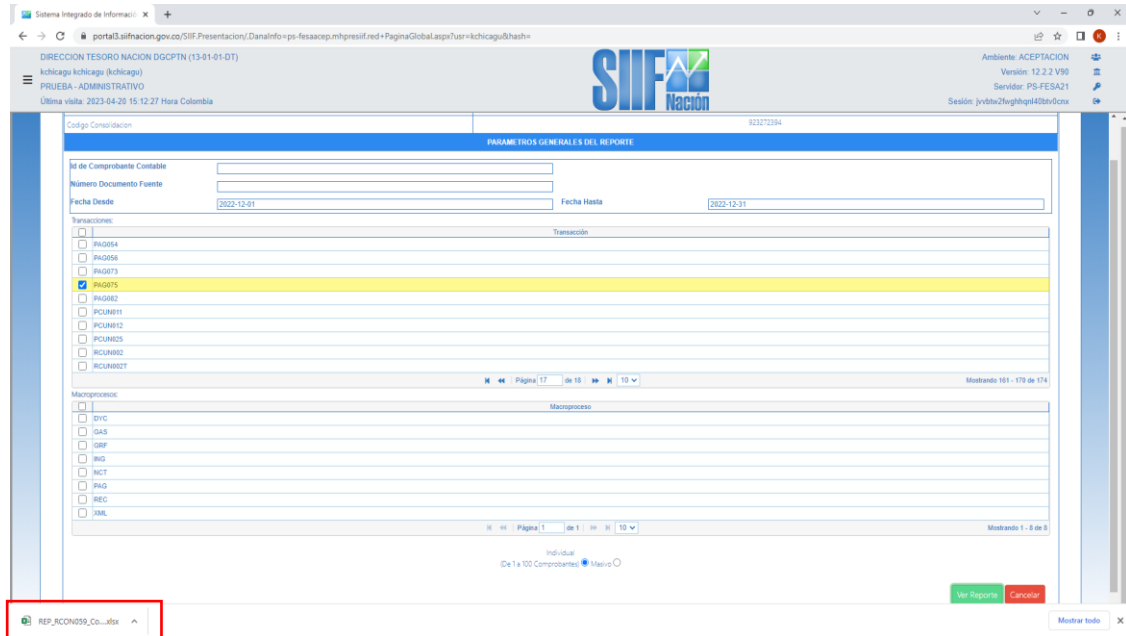 Sistema Integrado de Informació
portal3.siifnacion.gov.co/SIIF.Presentacion/,DanaInfo=ps-fesaacep.mhpresiif.red+PaginaGlobal.aspx?usr=kchicagu&hash=
K
DIRECCION TESORO NACION DGCPTN (13-01-01-DT)
kchicagu kchicagu (kchicagu)
PRUEBA - ADMINISTRATIVO
Última visita: 2023-04-20 15:12:27 Hora Colombia
SIIF Nación
Ambiente: ACEPTACION
Versión: 12.2.2 V90
Servidor: PS-FESA21
Sesión: jvvbtw2fwghhqnl40btv0cnx
Codigo Consolidacion 923272394
PARAMETROS GENERALES DEL REPORTE
Id de Comprobante Contable
Número Documento Fuente
Fecha Desde 2022-12-01 Fecha Hasta 2022-12-31
Transacciones:
Transacción
PAG054
PAG056
PAG073
PAG075
PAG082
PCUN011
PCUN012
PCUN025
RCUN002
RCUN002T
Página 17 de 18 10 Mostrando 161 - 170 de 174
Macroprocesos:
Macroproceso
DYC
GAS
GRF
ING
NCT
PAG
REC
XML
Página 1 de 1 10 Mostrando 1 - 8 de 8
Individual
(De 1 a 100 Comprobantes) Masivo
Ver Reporte Cancelar
REP_RCON059_Co....xlsx Mostrar todo